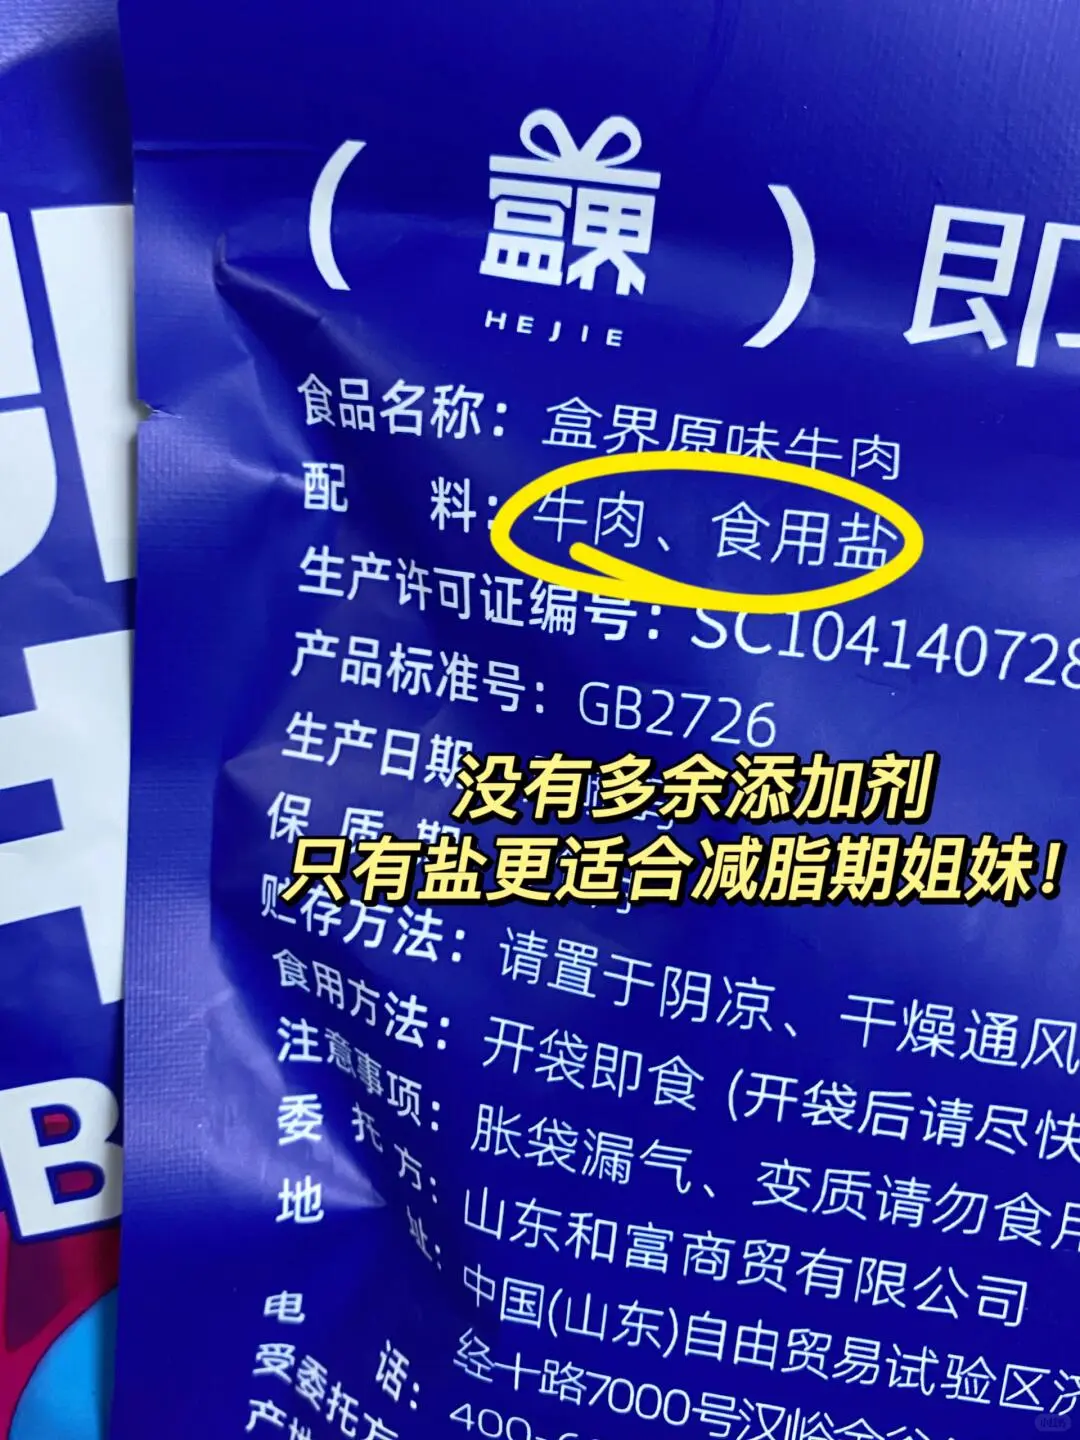 （盒界）即
HEJIE
食品名称：盒界原味牛肉
配 料：牛肉、食用盐
生产许可证编号：SC104140728
产品标准号：GB2726
生产日期
没有多余添加剂
保 质 期
只有盐更适合减脂期姐妹！
贮存方法：请置于阴凉、干燥通风
食用方法：开袋即食（开袋后请尽快
注意事项：胀袋漏气、变质请勿食用
委 托 方：山东和富商贸有限公司
地 址：中国(山东)自由贸易试验区济
经十路7000号汉峪金谷
电 话：400-6
受委托方
产地
B